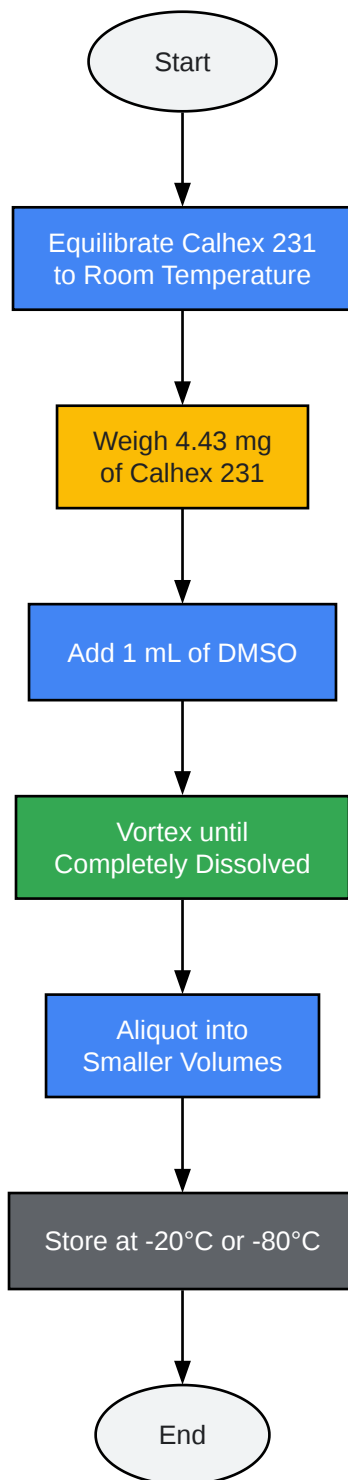 Start
Equilibrate Calhex 231
to Room Temperature
Weigh 4.43 mg
of Calhex 231
Add 1 mL of DMSO
Vortex until
Completely Dissolved
Aliquot into
Smaller Volumes
Store at -20°C or -80°C
End